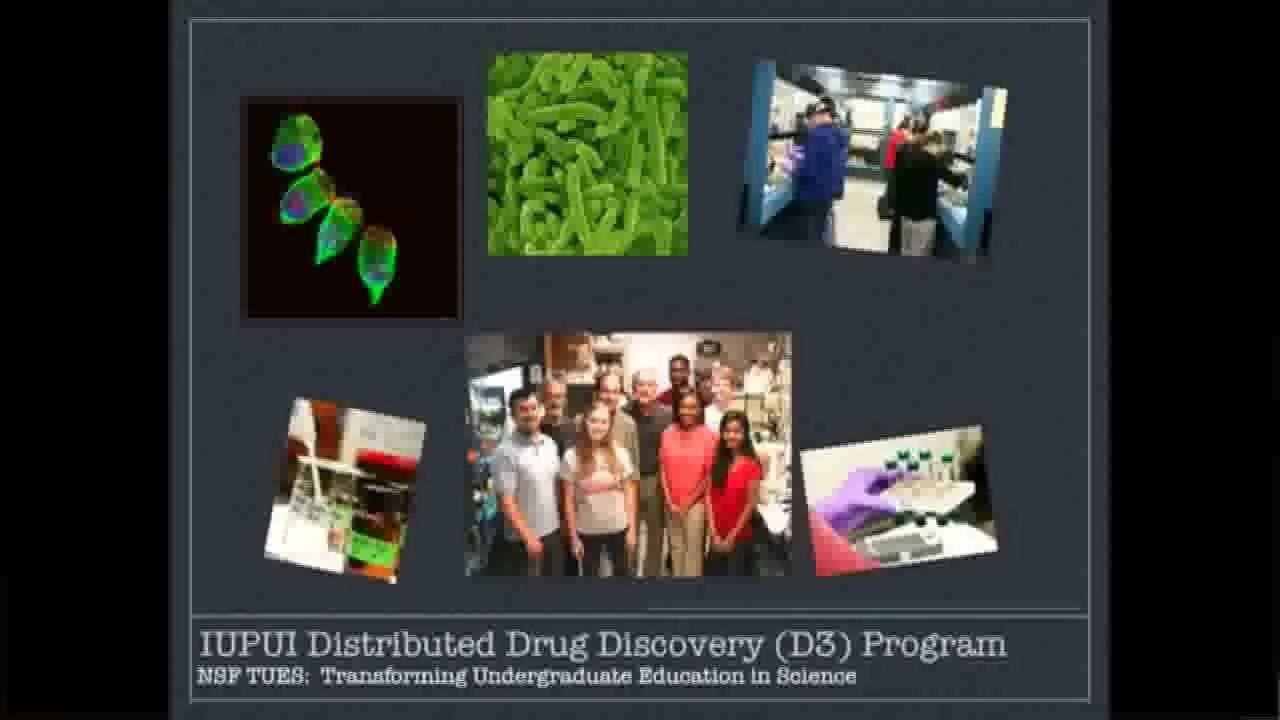 IUPUI Distributed Drug Discovery (D3) Program
NSF TUES: Transforming Undergraduate Education in Science